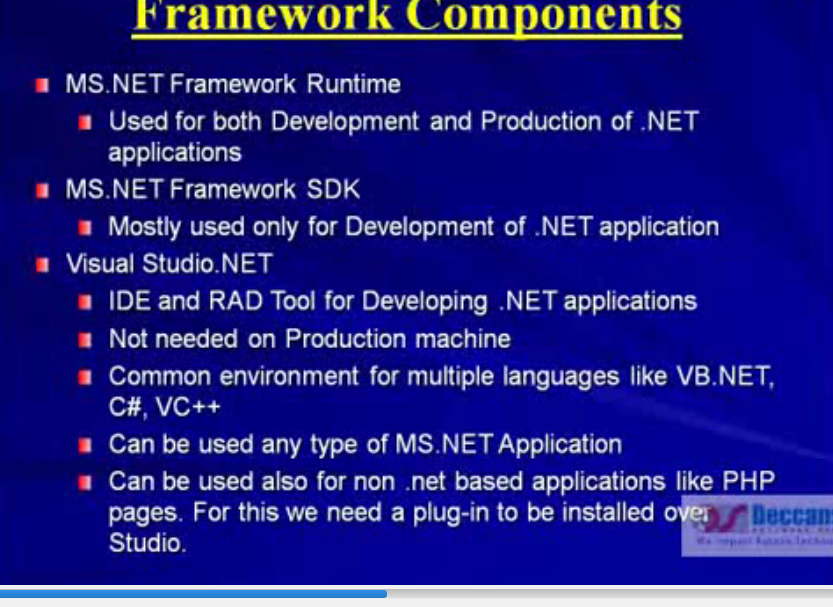 Framework Components
MS.NET Framework Runtime
Used for both Development and Production of .NET
applications
MS.NET Framework SDK
Mostly used only for Development of .NET application
Visual Studio.NET
IDE and RAD Tool for Developing .NET applications
Not needed on Production machine
Common environment for multiple languages like VB.NET,
C#, VC++
Can be used any type of MS.NET Application
Can be used also for non .net based applications like PHP
pages. For this we need a plug-in to be installed over
Studio.
Deccan